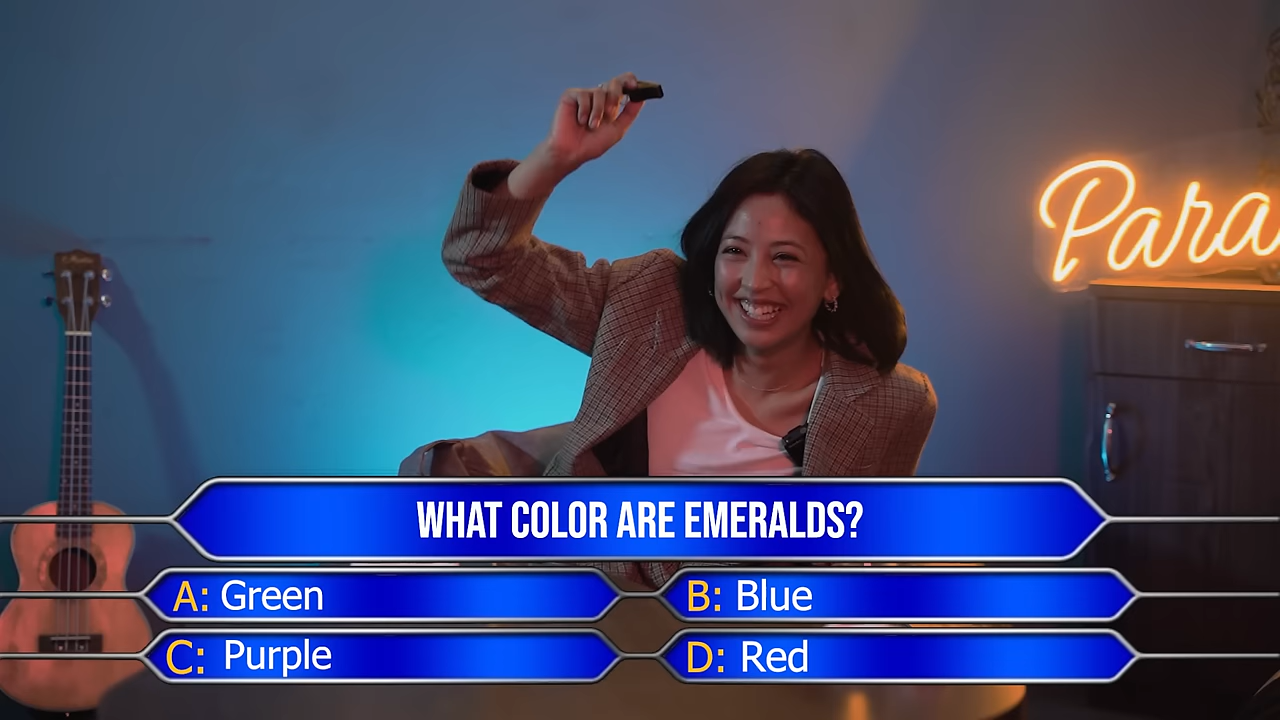 Para
WHAT COLOR ARE EMERALDS?
A: Green
B: Blue
C: Purple
D: Red